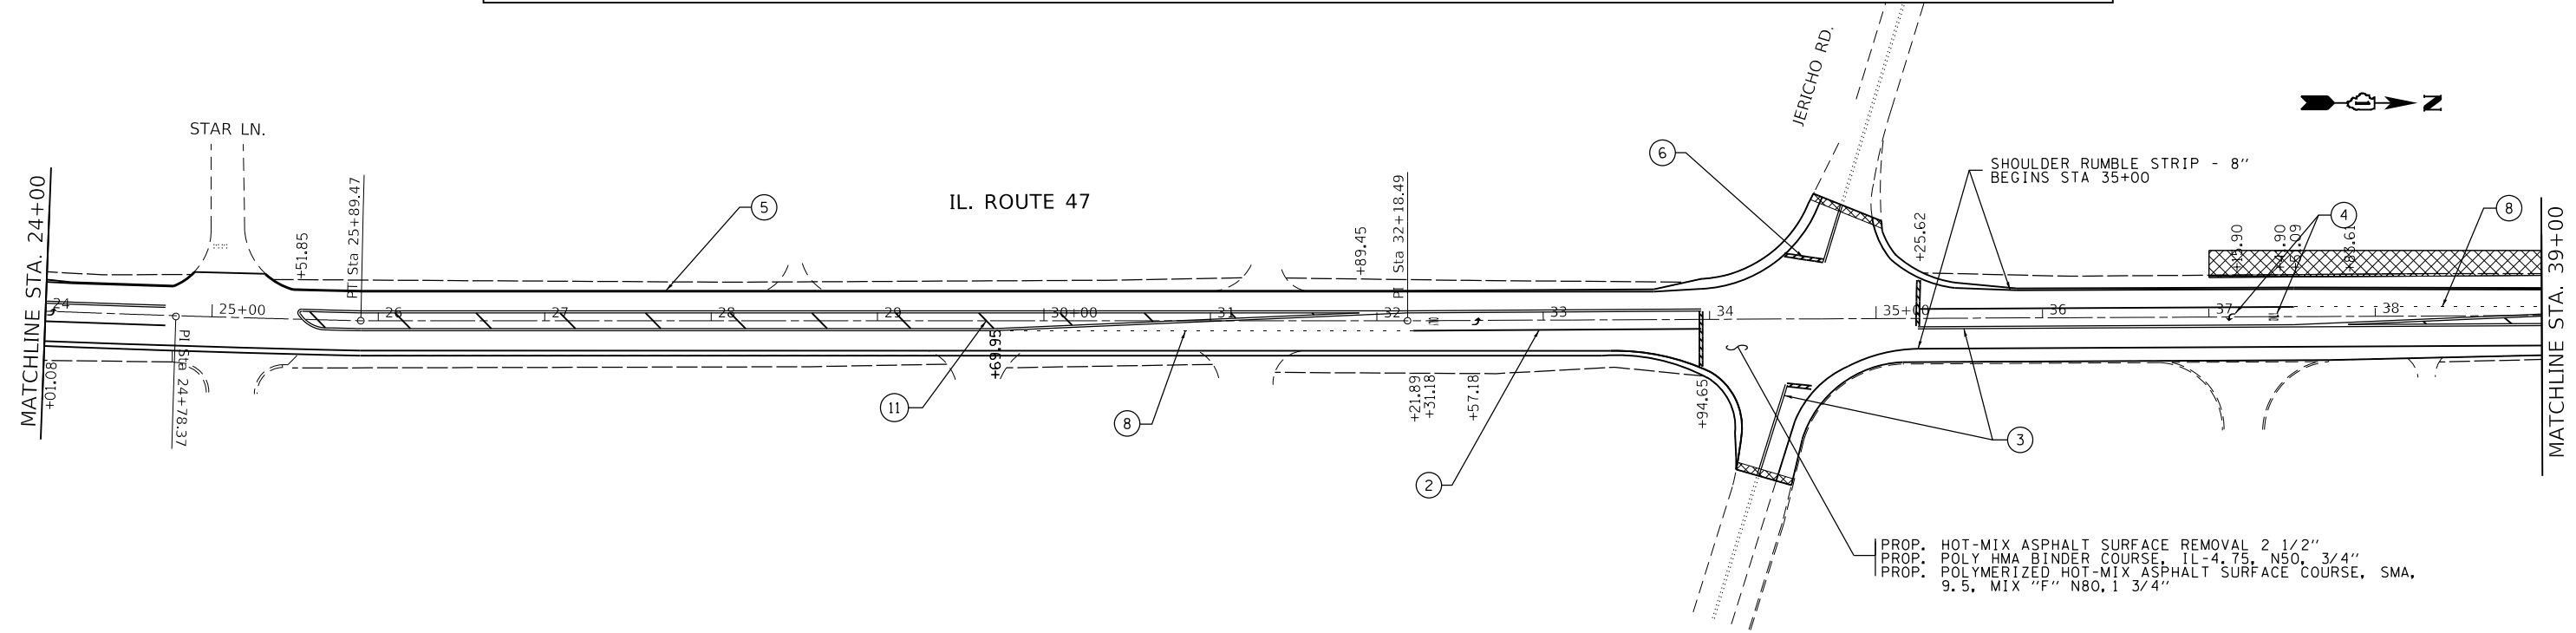 JERICHO RD.
N
STAR LN.
6
SHOULDER RUMBLE STRIP - 8"
BEGINS STA 35+00
MATCHLINE STA. 24+00
PT Sta 25+89.47
IL. ROUTE 47
5
PI Sta 32+18.49
4
8
MATCHLINE STA. 39+00
+51.85
+89.45
+25.62
24
25+00
26
27
28
29
30+00
31
32
33
34
35+00
36
37
38
+01.08
PI Sta 24+78.37
+69.95
+21.89
+31.18
+57.18
+94.65
11
8
2
3
PROP. HOT-MIX ASPHALT SURFACE REMOVAL 2 1/2"
PROP. POLY HMA BINDER COURSE, IL-4.75, N50, 3/4"
PROP. POLYMERIZED HOT-MIX ASPHALT SURFACE COURSE, SMA,
9.5, MIX "F" N80,1 3/4"